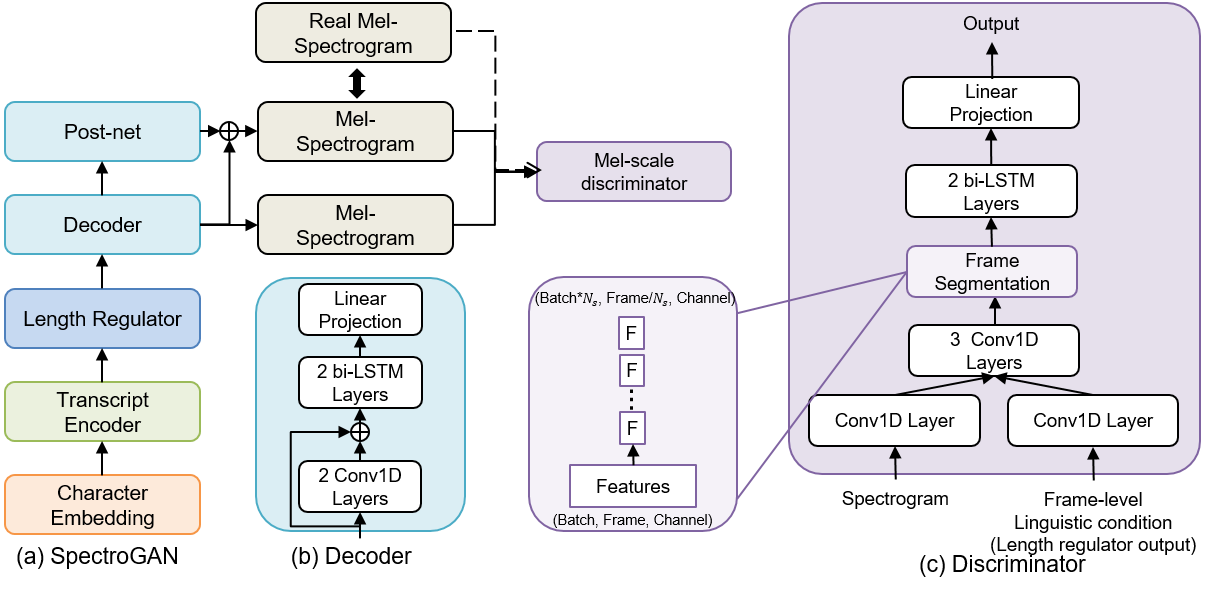 Real Mel-
Spectrogram
Post-net
Mel-
Spectrogram
Mel-scale
discriminator
Decoder
Mel-
Spectrogram
Length Regulator
Transcript
Encoder
Character
Embedding
(a) SpectroGAN
Linear
Projection
2 bi-LSTM
Layers
2 Conv1D
Layers
(b) Decoder
(Batch*Nₛ, Frame/Nₛ, Channel)
F
F
F
Features
(Batch, Frame, Channel)
Output
Linear
Projection
2 bi-LSTM
Layers
Frame
Segmentation
3 Conv1D
Layers
Conv1D Layer
Conv1D Layer
Spectrogram
Frame-level
Linguistic condition
(Length regulator output)
(c) Discriminator